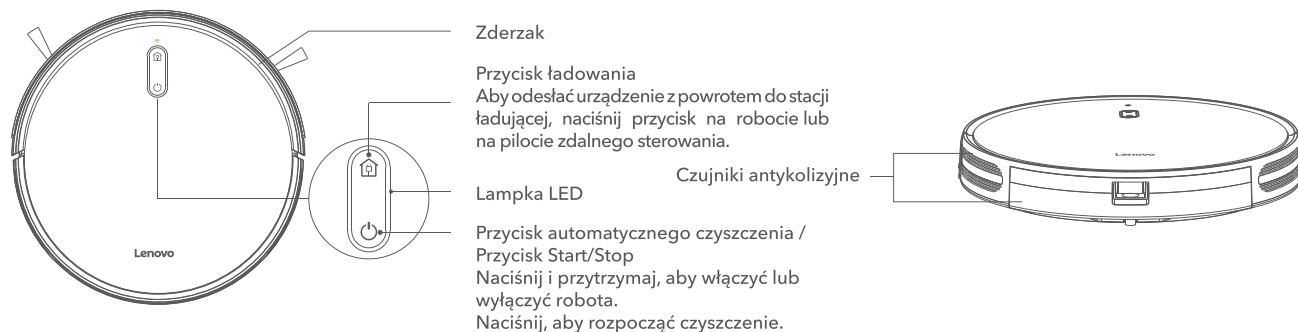 Zderzak
Przycisk ładowania
Aby odesłać urządzenie z powrotem do stacji
ładującej, naciśnij przycisk na robocie lub
na pilocie zdalnego sterowania.
Lampka LED
Przycisk automatycznego czyszczenia /
Przycisk Start/Stop
Naciśnij i przytrzymaj, aby włączyć lub
wyłączyć robota.
Naciśnij, aby rozpocząć czyszczenie.
Lenovo
Czujniki antykolizyjne
Lenovo